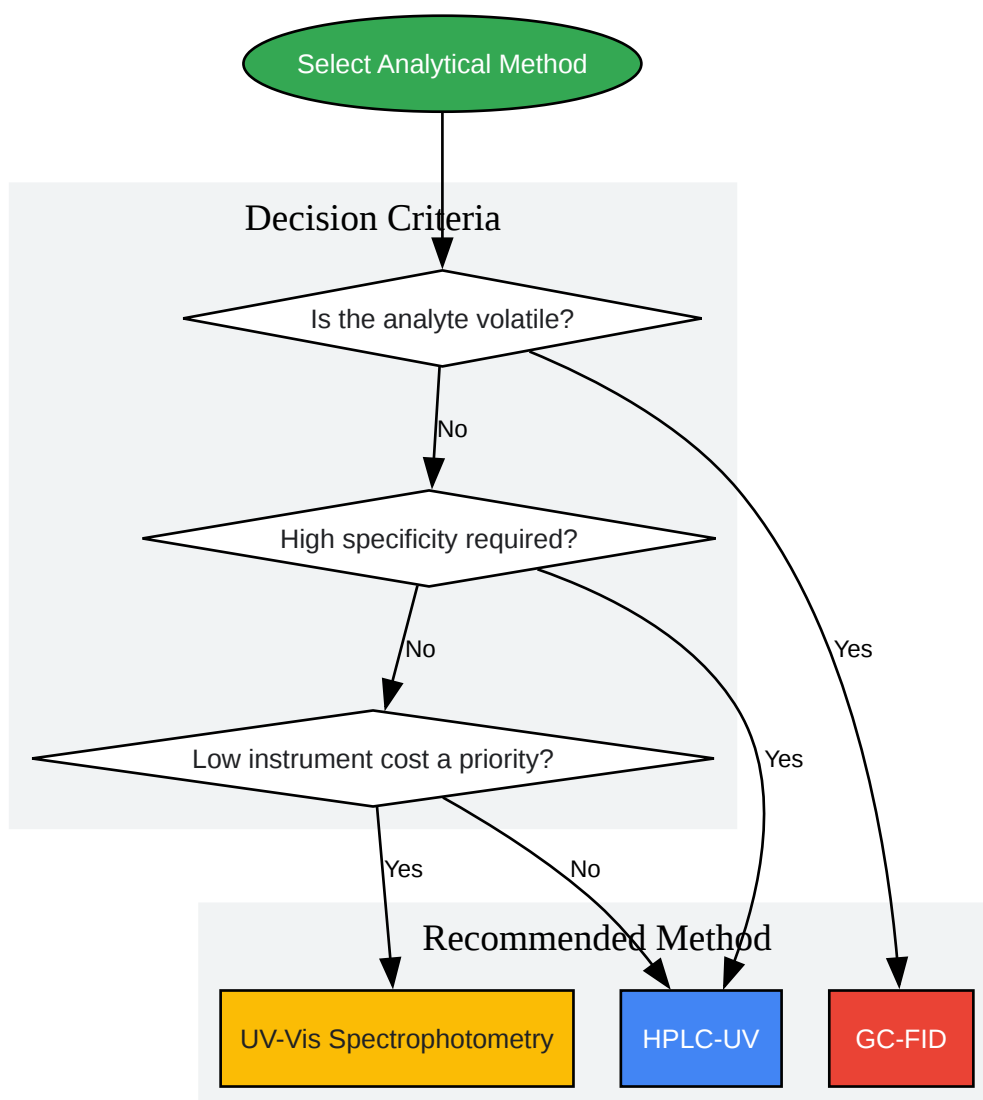 Select Analytical Method
Decision Criteria
Is the analyte volatile?
No
High specificity required?
No
Yes
Low instrument cost a priority?
Yes
Yes
No
Recommended Method
UV-Vis Spectrophotometry
HPLC-UV
GC-FID